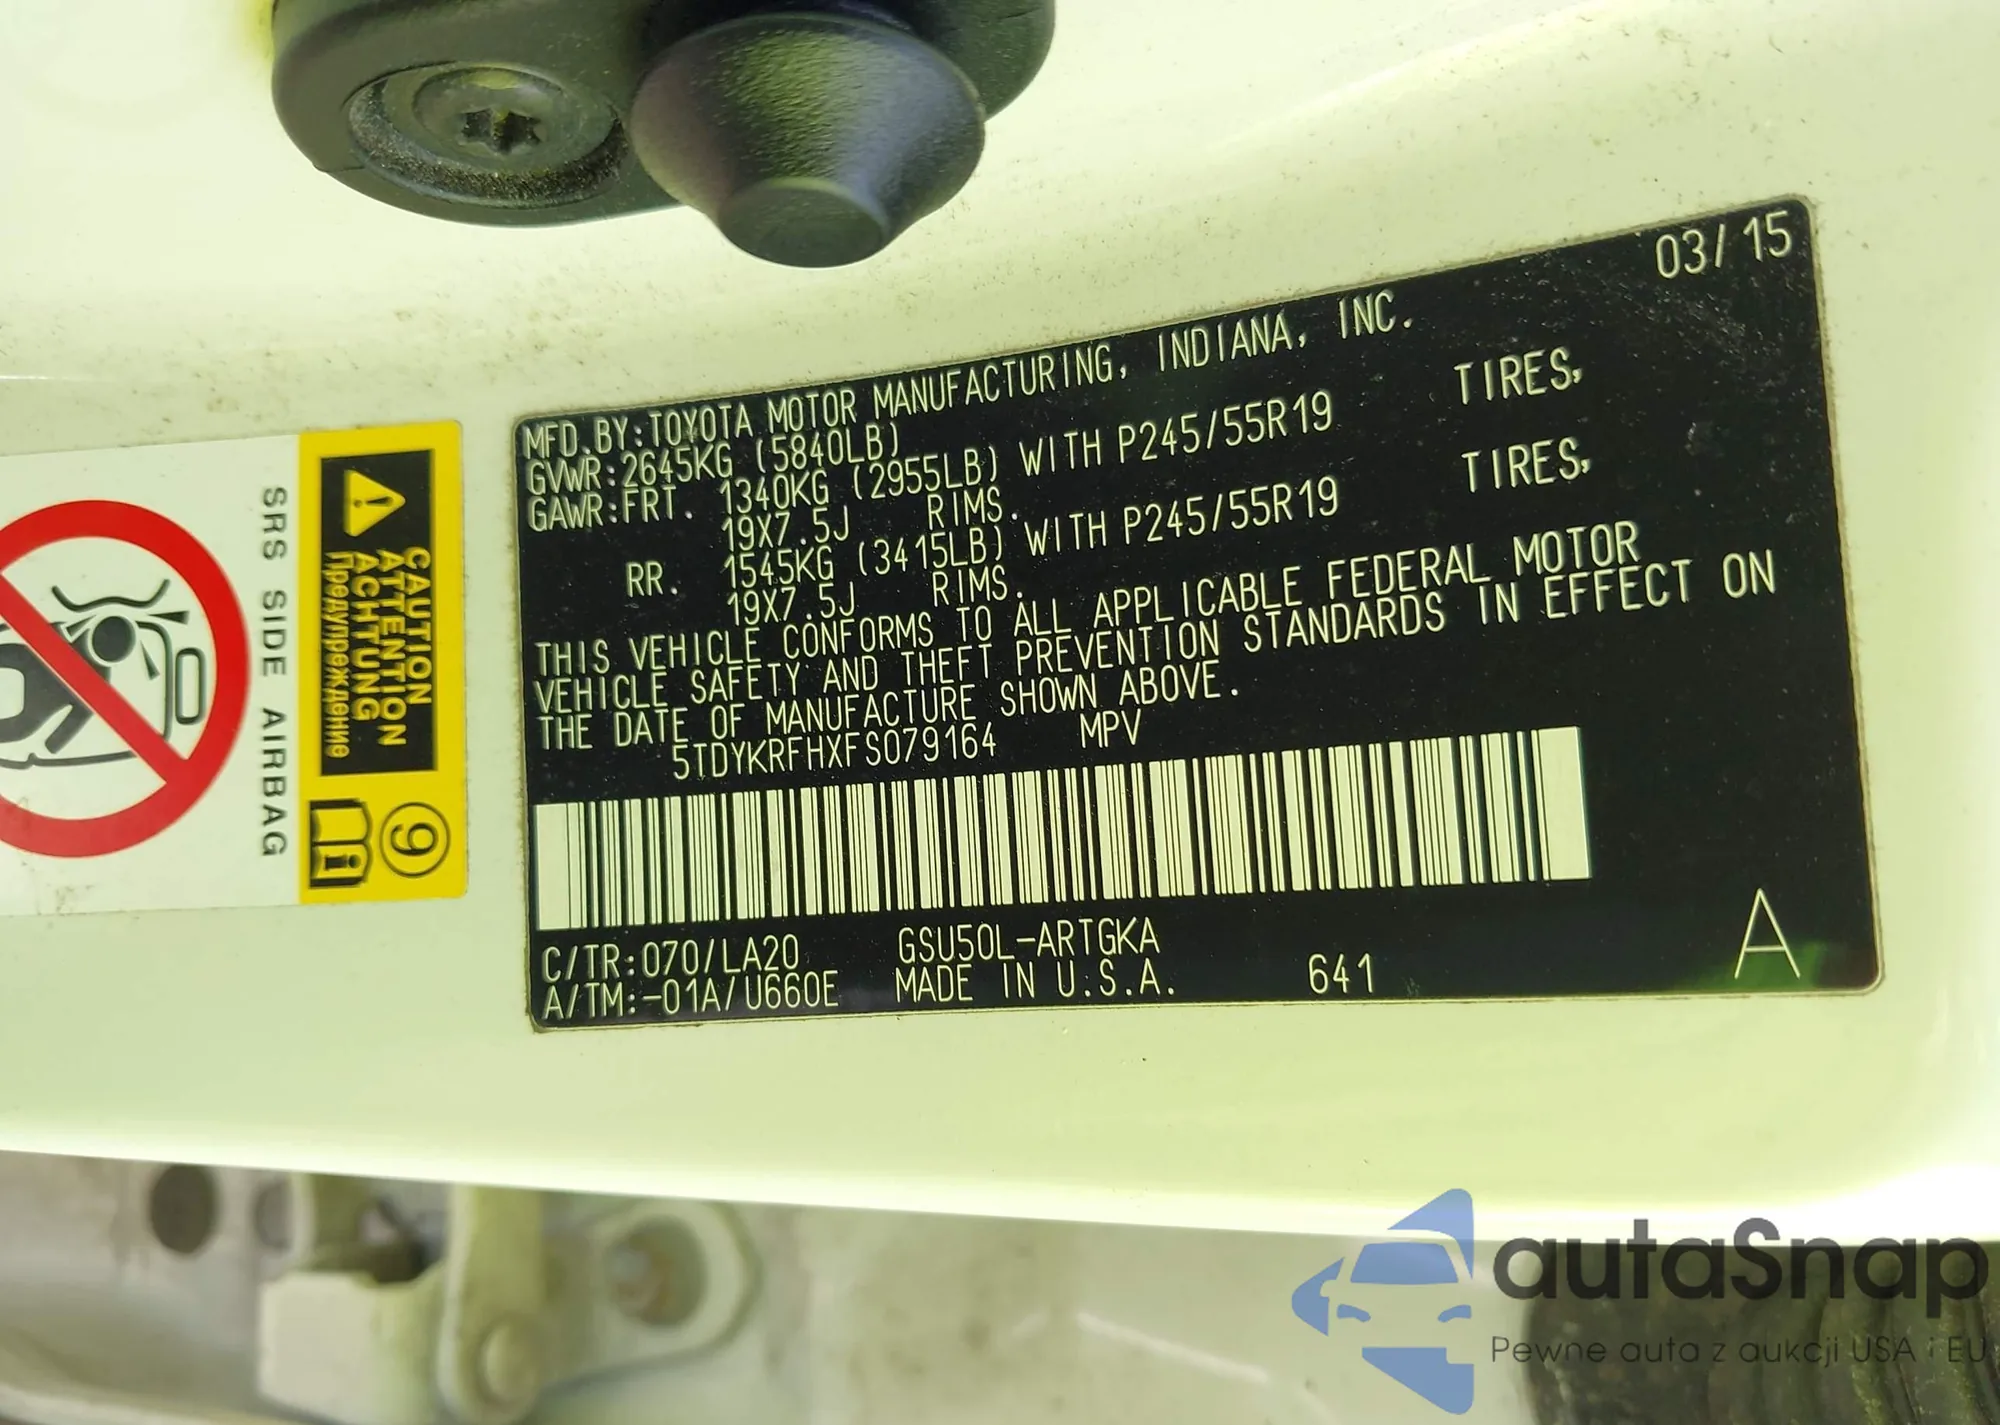 03/15
MFD.BY:TOYOTA MOTOR MANUFACTURING, INDIANA, INC.
GVWR:2645KG (5840LB)
GAWR:FRT. 1340KG (2955LB) WITH P245/55R19 TIRES,
19X7.5J RIMS.
RR. 1545KG (3415LB) WITH P245/55R19 TIRES,
19X7.5J RIMS.
THIS VEHICLE CONFORMS TO ALL APPLICABLE FEDERAL MOTOR
VEHICLE SAFETY AND THEFT PREVENTION STANDARDS IN EFFECT ON
THE DATE OF MANUFACTURE SHOWN ABOVE.
5TDYKRFHXFS079164 MPV
C/TR:070/LA20 GSU50L-ARTGKA
A/TM:-01A/U660E MADE IN U.S.A. 641 A
CAUTION
ATTENTION
ACHTUNG
Предупреждение
9
i
SRS SIDE AIRBAG
autoSnap
Pewne auta z aukcji USA i EU